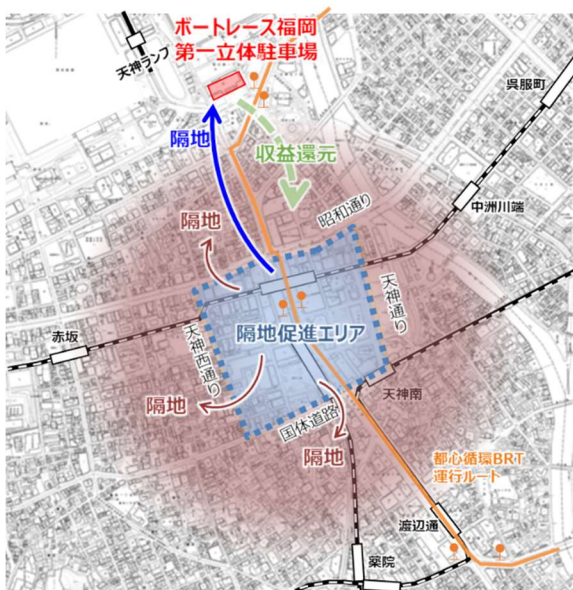 ボートレース福岡
第一立体駐車場
天神ランプ
呉服町
隔地
収益還元
中洲川端
昭和通り
隔地
天神通り
赤坂
天神西通り
隔地促進エリア
隔地
天神南
国体道路
隔地
都心循環BRT
運行ルート
渡辺通
薬院